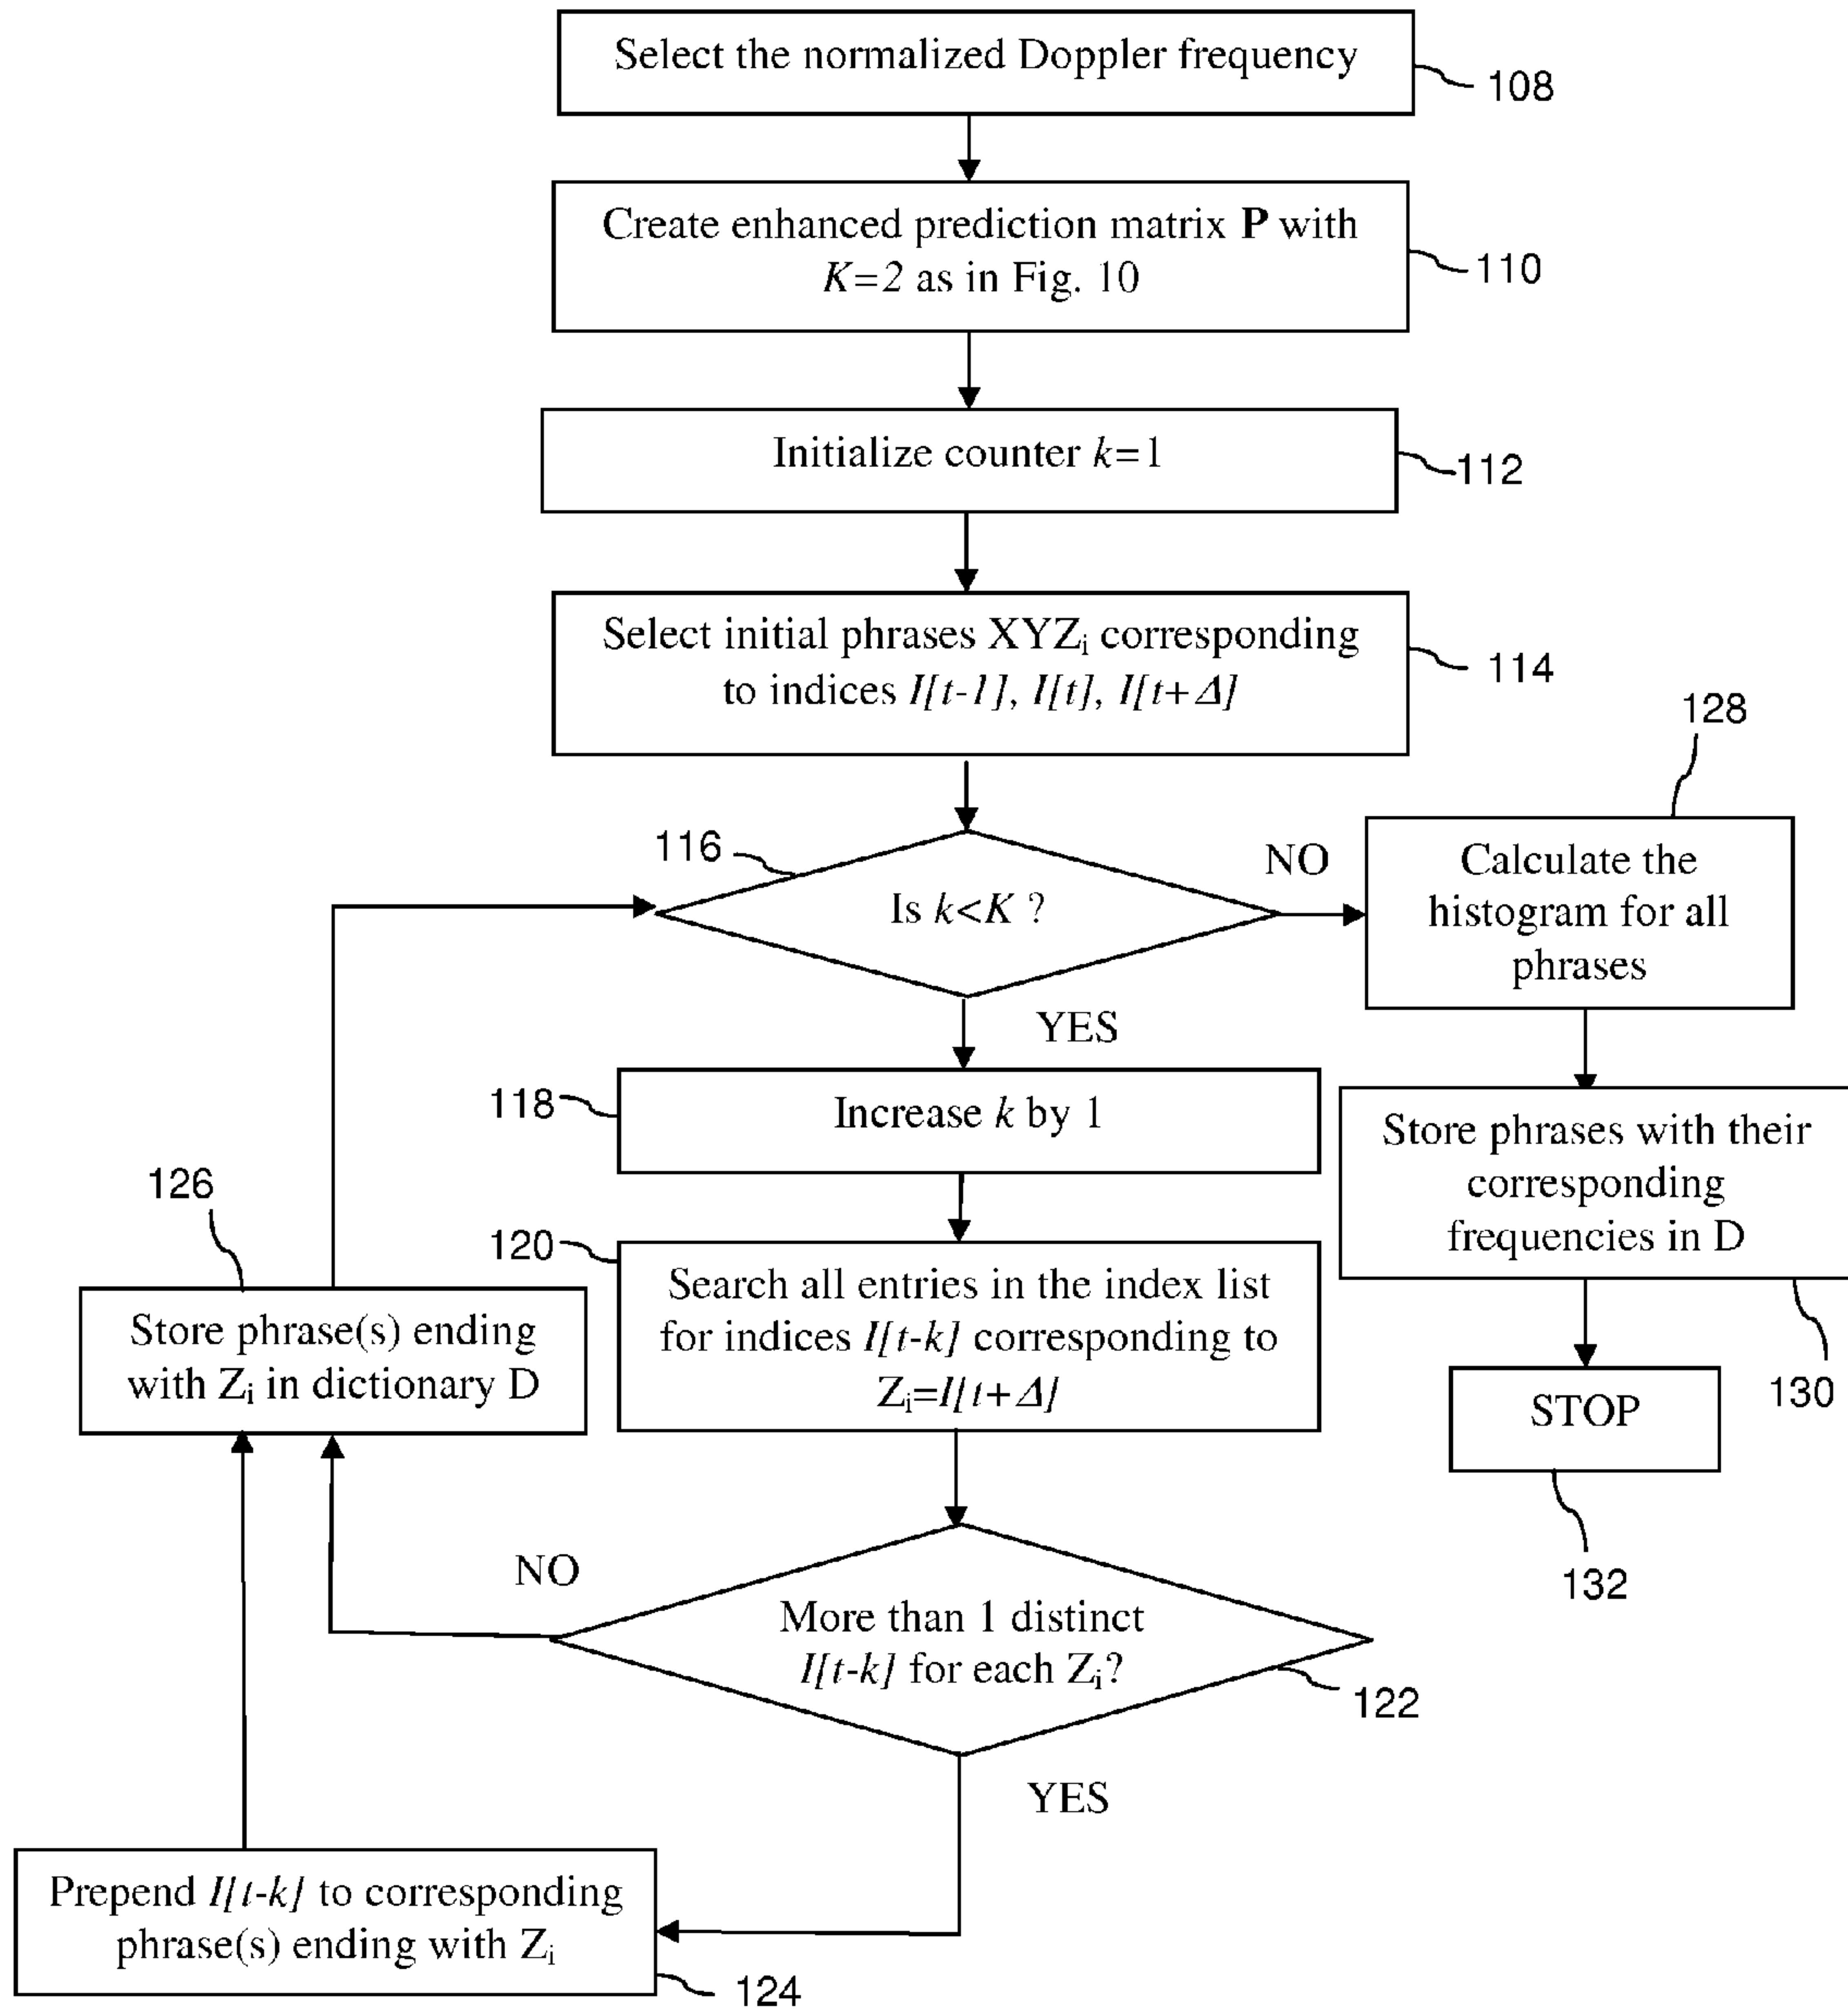 Select the normalized Doppler frequency
108
Create enhanced prediction matrix P with
K=2 as in Fig. 10
110
Initialize counter k=1
112
Select initial phrases XYZi corresponding
to indices I[t-1], I[t], I[t+Δ]
114
128
116
Is k<K ?
NO
YES
Calculate the
histogram for all
phrases
118
Increase k by 1
Store phrases with their
corresponding
frequencies in D
130
126
120
Search all entries in the index list
for indices I[t-k] corresponding to
Zi=I[t+Δ]
Store phrase(s) ending
with Zi in dictionary D
STOP
132
NO
More than 1 distinct
I[t-k] for each Zi?
122
YES
Prepend I[t-k] to corresponding
phrase(s) ending with Zi
124